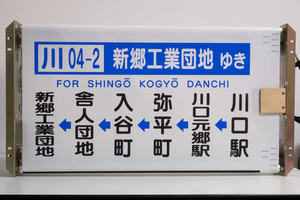 川04-2 新郷工業団地 ゆき
FOR SHINGŌ KOGYŌ DANCHI
川口駅
←
川口元郷駅
←
弥平町
←
入谷町
←
舎人団地
←
新郷工業団地